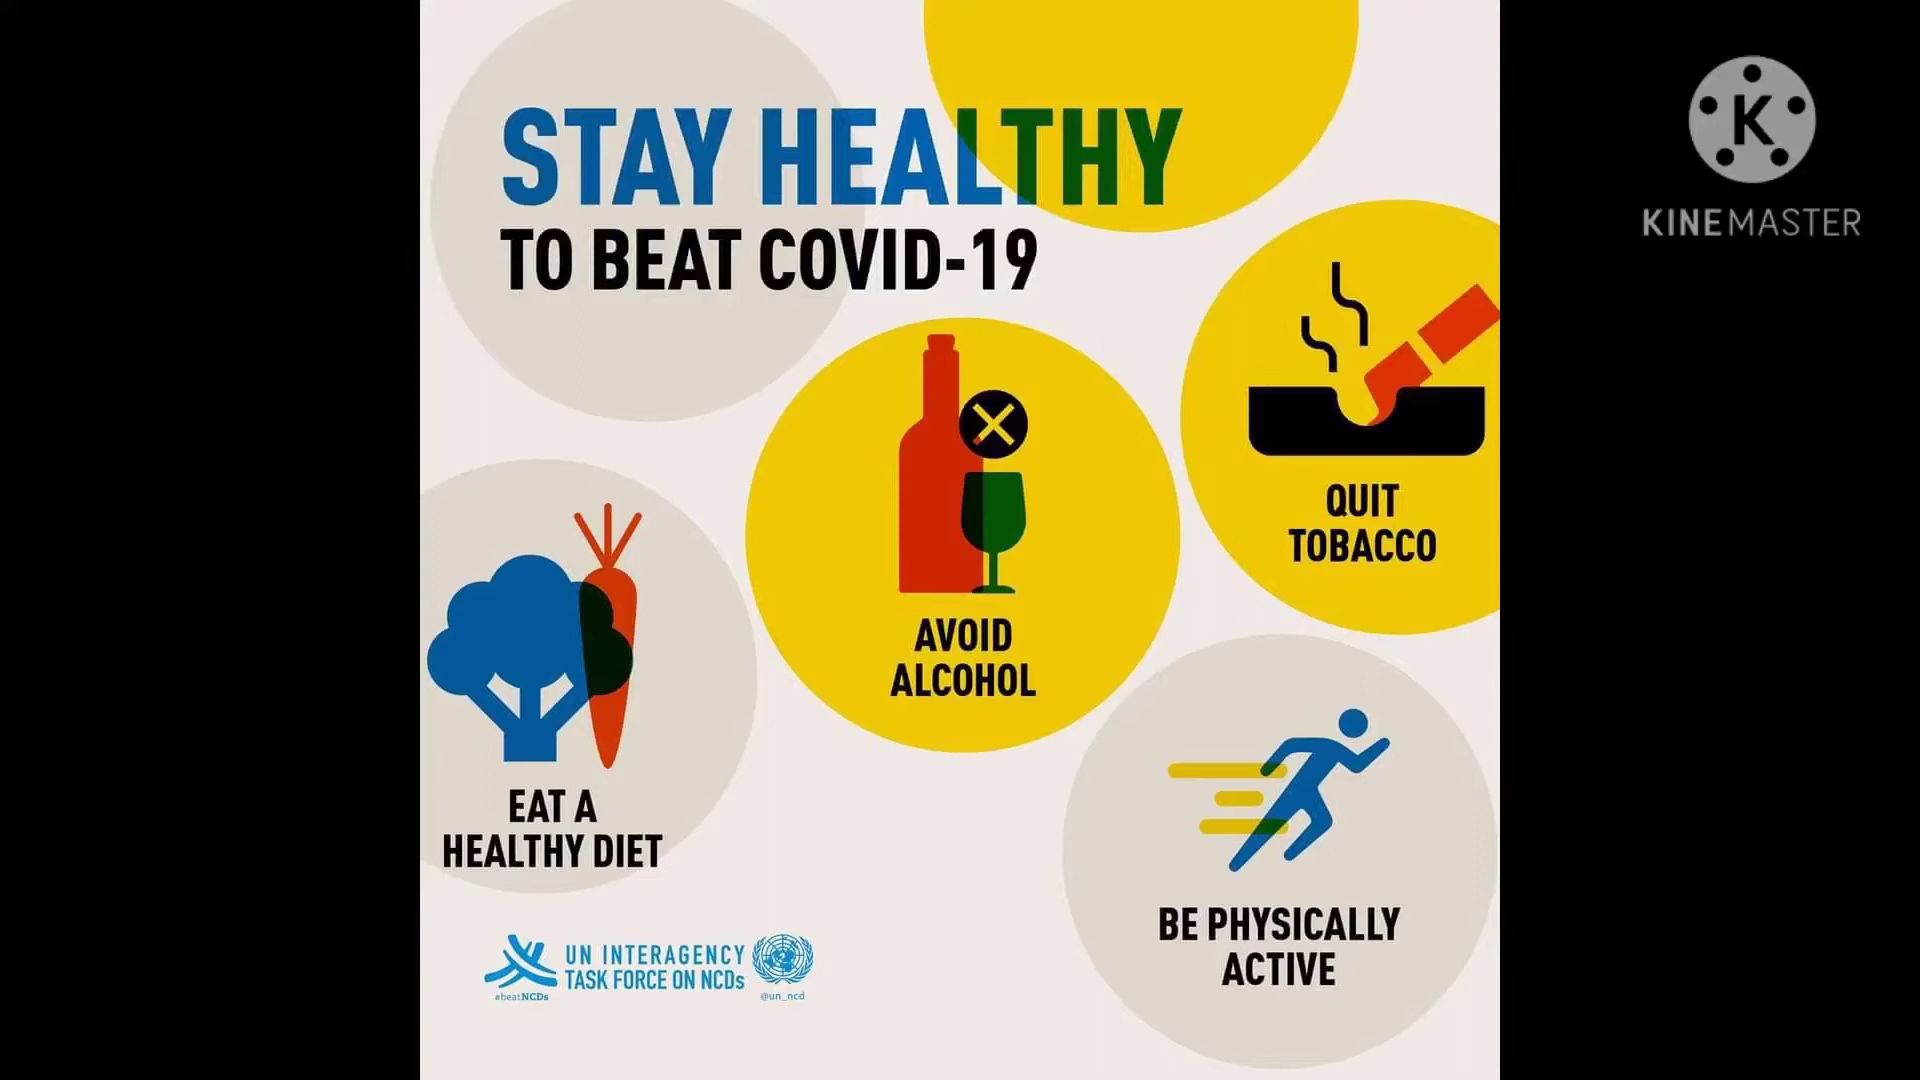 STAY HEALTHY
TO BEAT COVID-19
K
KINEMASTER
QUIT
TOBACCO
AVOID
ALCOHOL
EAT A
HEALTHY DIET
BE PHYSICALLY
ACTIVE
UN INTERAGENCY
TASK FORCE ON NCDs
#beatNCDs
@un_ncd